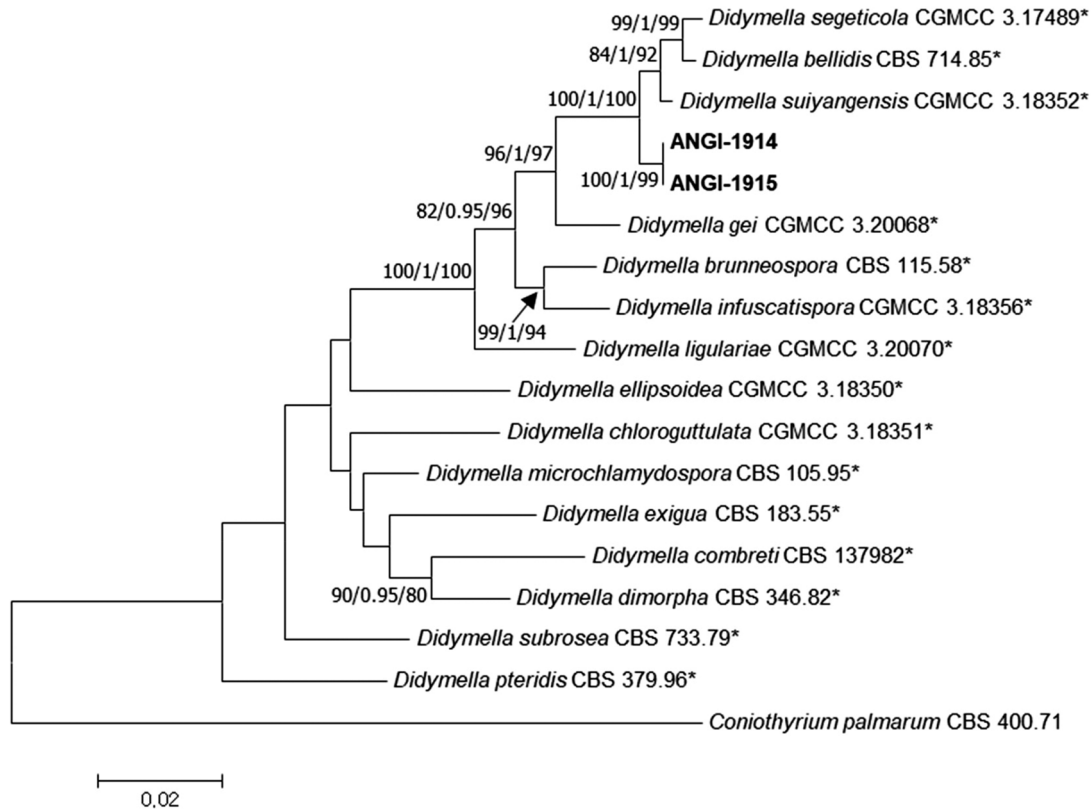 99/1/99
Didymella segeticola CGMCC 3.17489*
84/1/92
Didymella bellidis CBS 714.85*
100/1/100
Didymella suiyangensis CGMCC 3.18352*
ANGI-1914
96/1/97
100/1/99
ANGI-1915
82/0.95/96
Didymella gei CGMCC 3.20068*
100/1/100
Didymella brunneospora CBS 115.58*
Didymella infuscatispora CGMCC 3.18356*
99/1/94
Didymella ligulariae CGMCC 3.20070*
Didymella ellipsoidea CGMCC 3.18350*
Didymella chloroguttulata CGMCC 3.18351*
Didymella microchlamydospora CBS 105.95*
Didymella exigua CBS 183.55*
Didymella combreti CBS 137982*
90/0.95/80
Didymella dimorpha CBS 346.82*
Didymella subrosea CBS 733.79*
Didymella pteridis CBS 379.96*
Coniothyrium palmarum CBS 400.71
0,02